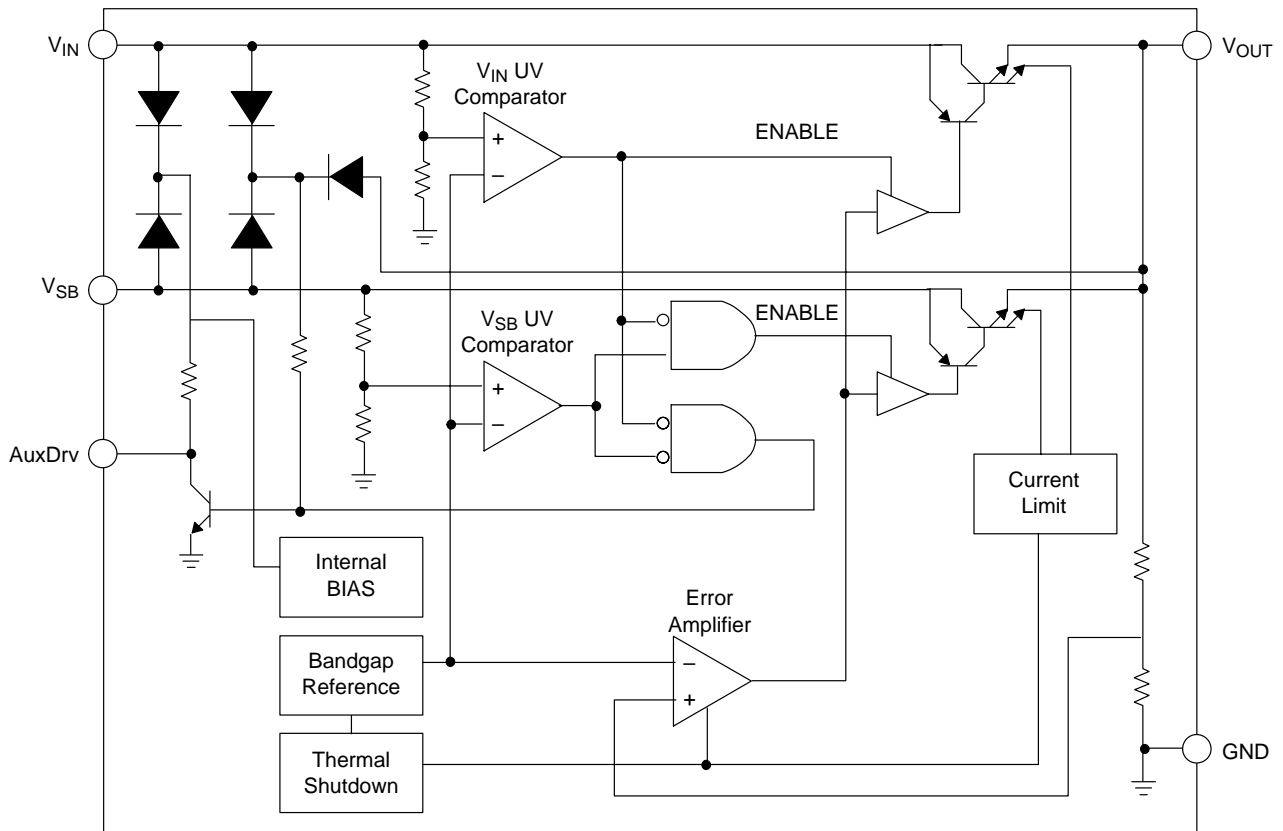 VIN
VOUT
VIN UV
Comparator
+
−
ENABLE
VSB
VSB UV
Comparator
+
−
ENABLE
AuxDrv
Current
Limit
Internal
BIAS
Error
Amplifier
Bandgap
Reference
−
+
Thermal
Shutdown
GND